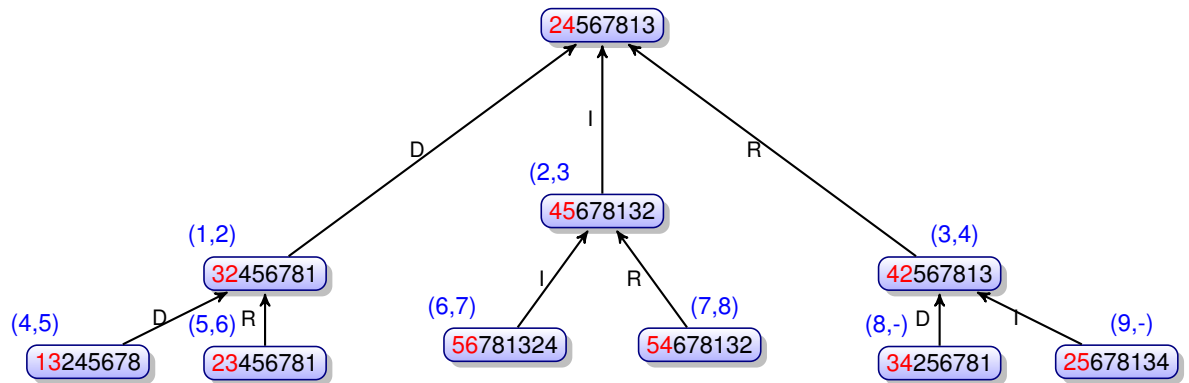 24567813
I
D
R
(2,3
45678132
(1,2)
(3,4)
32456781
42567813
I
R
(6,7)
(7,8)
(4,5)
D
(5,6)
R
(8,-)
D
I
(9,-)
13245678
23456781
56781324
54678132
34256781
25678134